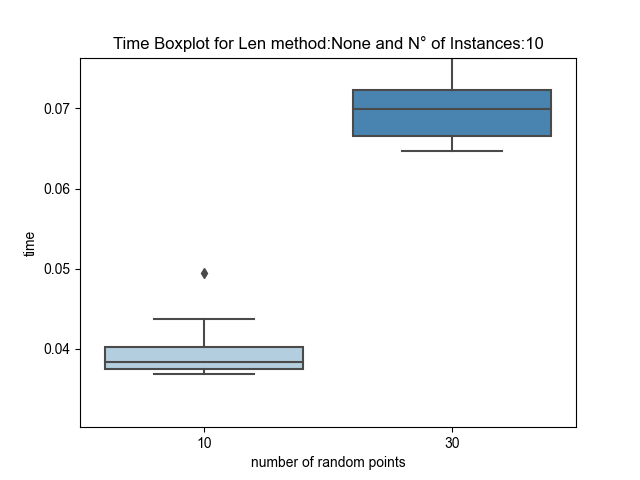 Time Boxplot for Len method:None and N° of Instances:10
0.07
0.06
0.05
0.04
time
10
30
number of random points